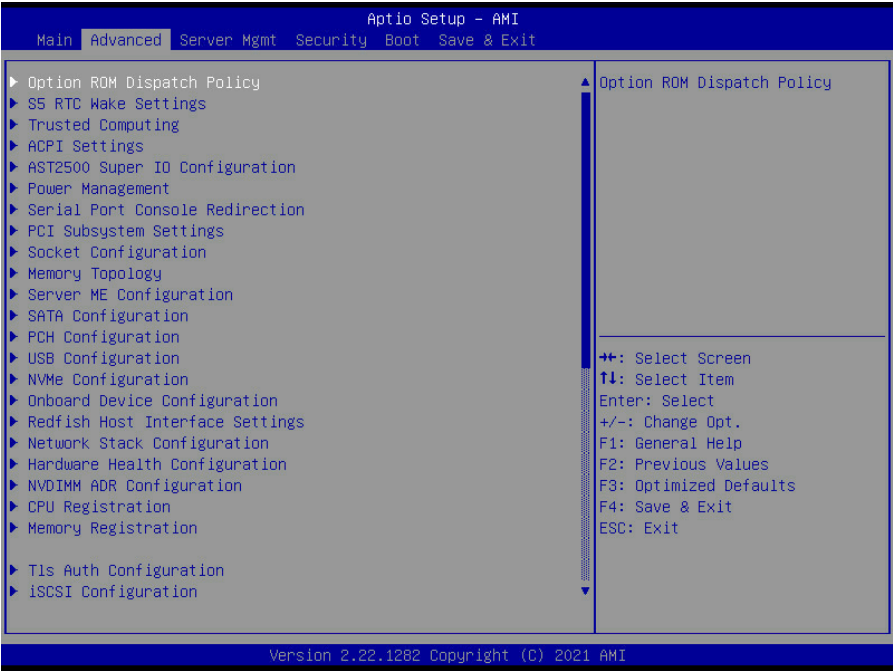 Aptio Setup – AMI
Main Advanced Server Mgmt Security Boot Save & Exit
Option ROM Dispatch Policy
S5 RTC Wake Settings
Trusted Computing
ACPI Settings
AST2500 Super IO Configuration
Power Management
Serial Port Console Redirection
PCI Subsystem Settings
Socket Configuration
Memory Topology
Server ME Configuration
SATA Configuration
PCH Configuration
USB Configuration
NVMe Configuration
Onboard Device Configuration
Redfish Host Interface Settings
Network Stack Configuration
Hardware Health Configuration
NVDIMM ADR Configuration
CPU Registration
Memory Registration
Tls Auth Configuration
iSCSI Configuration
Option ROM Dispatch Policy
→←: Select Screen
↑↓: Select Item
Enter: Select
+/-: Change Opt.
F1: General Help
F2: Previous Values
F3: Optimized Defaults
F4: Save & Exit
ESC: Exit
Version 2.22.1282 Copyright (C) 2021 AMI